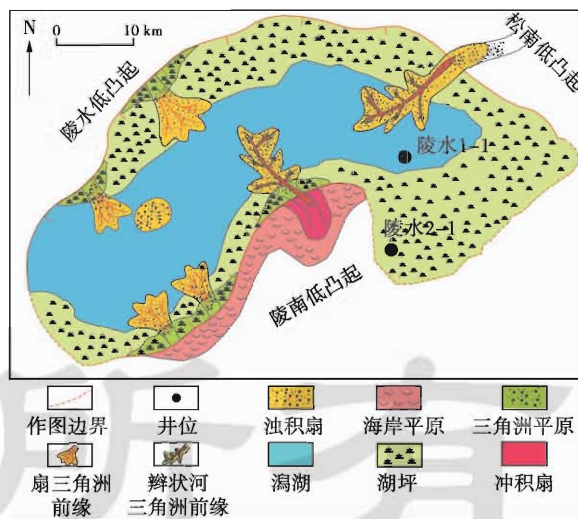 N
0 10 km
松南低凸起
陵水低凸起
陵水1-1
陵水2-1
陵南低凸起
作图边界 井位 浊积扇 海岸平原 三角洲平原
扇三角洲前缘 辫状河三角洲前缘 潟湖 湖坪 冲积扇
所有